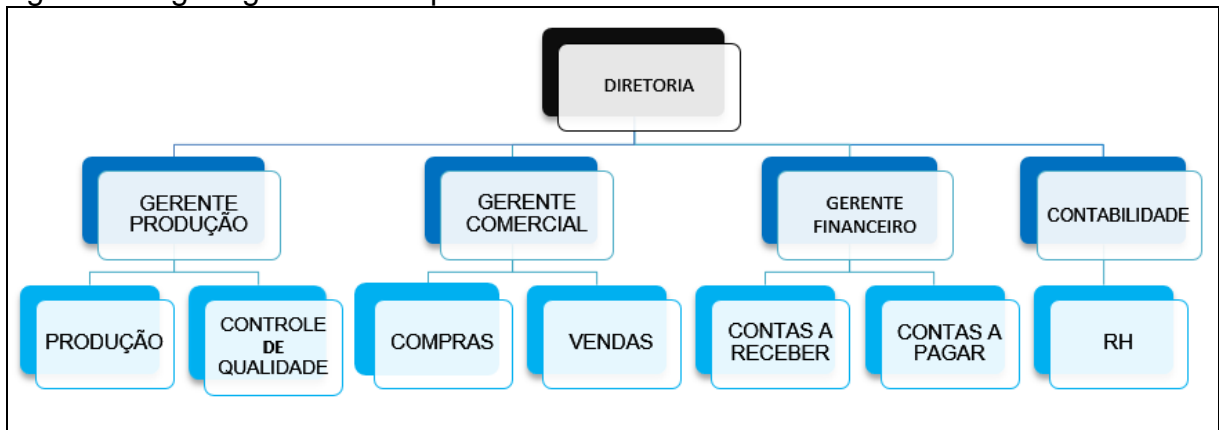 DIRETORIA
GERENTE
PRODUÇÃO
GERENTE
COMERCIAL
GERENTE
FINANCEIRO
CONTABILIDADE
PRODUÇÃO
CONTROLE
DE
QUALIDADE
COMPRAS
VENDAS
CONTAS A
RECEBER
CONTAS A
PAGAR
RH